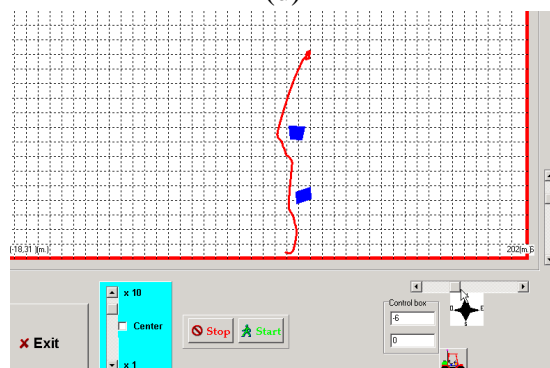 (-18,31 )[m.]
202[m.]
x 10
Center
x 1
Exit
Stop
Start
Control box
-6
0
E
s